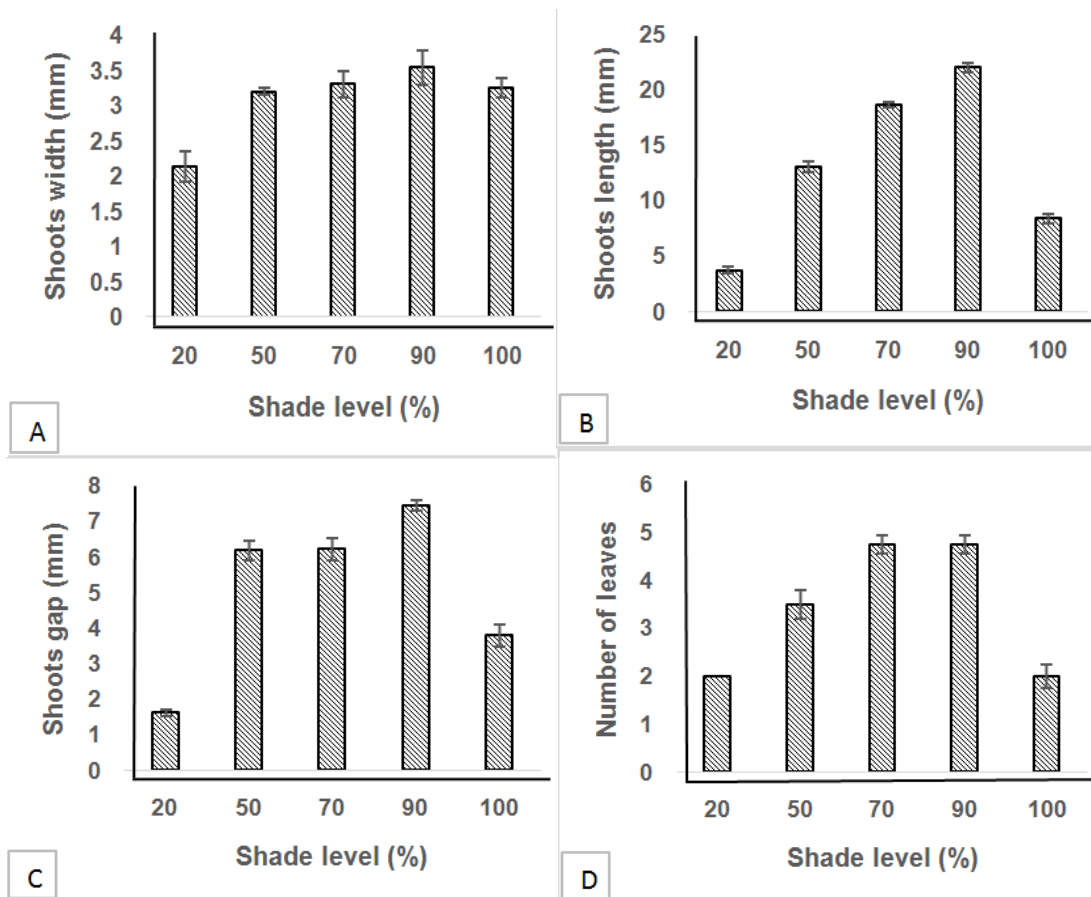 Shoots width (mm)
4
3.5
3
2.5
2
1.5
1
0.5
0
20 50 70 90 100
Shade level (%)
A
Shoots length (mm)
25
20
15
10
5
0
20 50 70 90 100
Shade level (%)
B
Shoots gap (mm)
8
7
6
5
4
3
2
1
0
20 50 70 90 100
Shade level (%)
C
Number of leaves
6
5
4
3
2
1
0
20 50 70 90 100
Shade level (%)
D